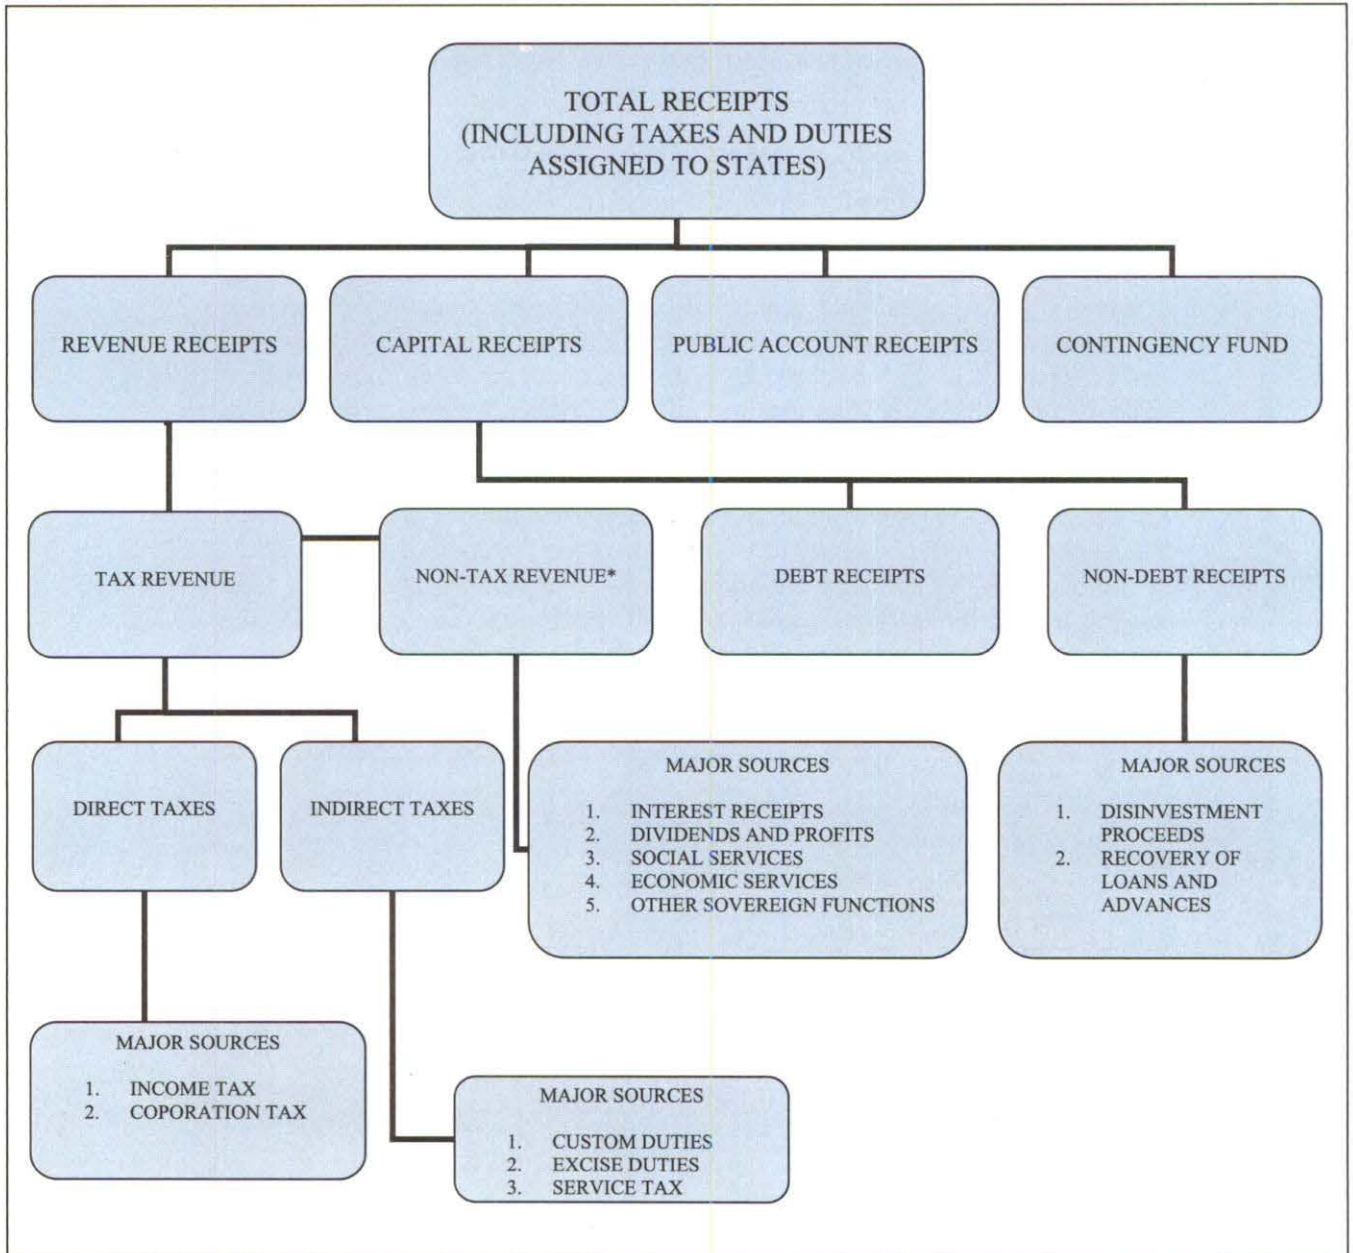 TOTAL RECEIPTS
(INCLUDING TAXES AND DUTIES
ASSIGNED TO STATES)
REVENUE RECEIPTS
CAPITAL RECEIPTS
PUBLIC ACCOUNT RECEIPTS
CONTINGENCY FUND
TAX REVENUE
NON-TAX REVENUE*
DEBT RECEIPTS
NON-DEBT RECEIPTS
DIRECT TAXES
INDIRECT TAXES
MAJOR SOURCES
1. INTEREST RECEIPTS
2. DIVIDENDS AND PROFITS
3. SOCIAL SERVICES
4. ECONOMIC SERVICES
5. OTHER SOVEREIGN FUNCTIONS
MAJOR SOURCES
1. DISINVESTMENT
PROCEEDS
2. RECOVERY OF
LOANS AND
ADVANCES
MAJOR SOURCES
1. INCOME TAX
2. COPORATION TAX
MAJOR SOURCES
1. CUSTOM DUTIES
2. EXCISE DUTIES
3. SERVICE TAX